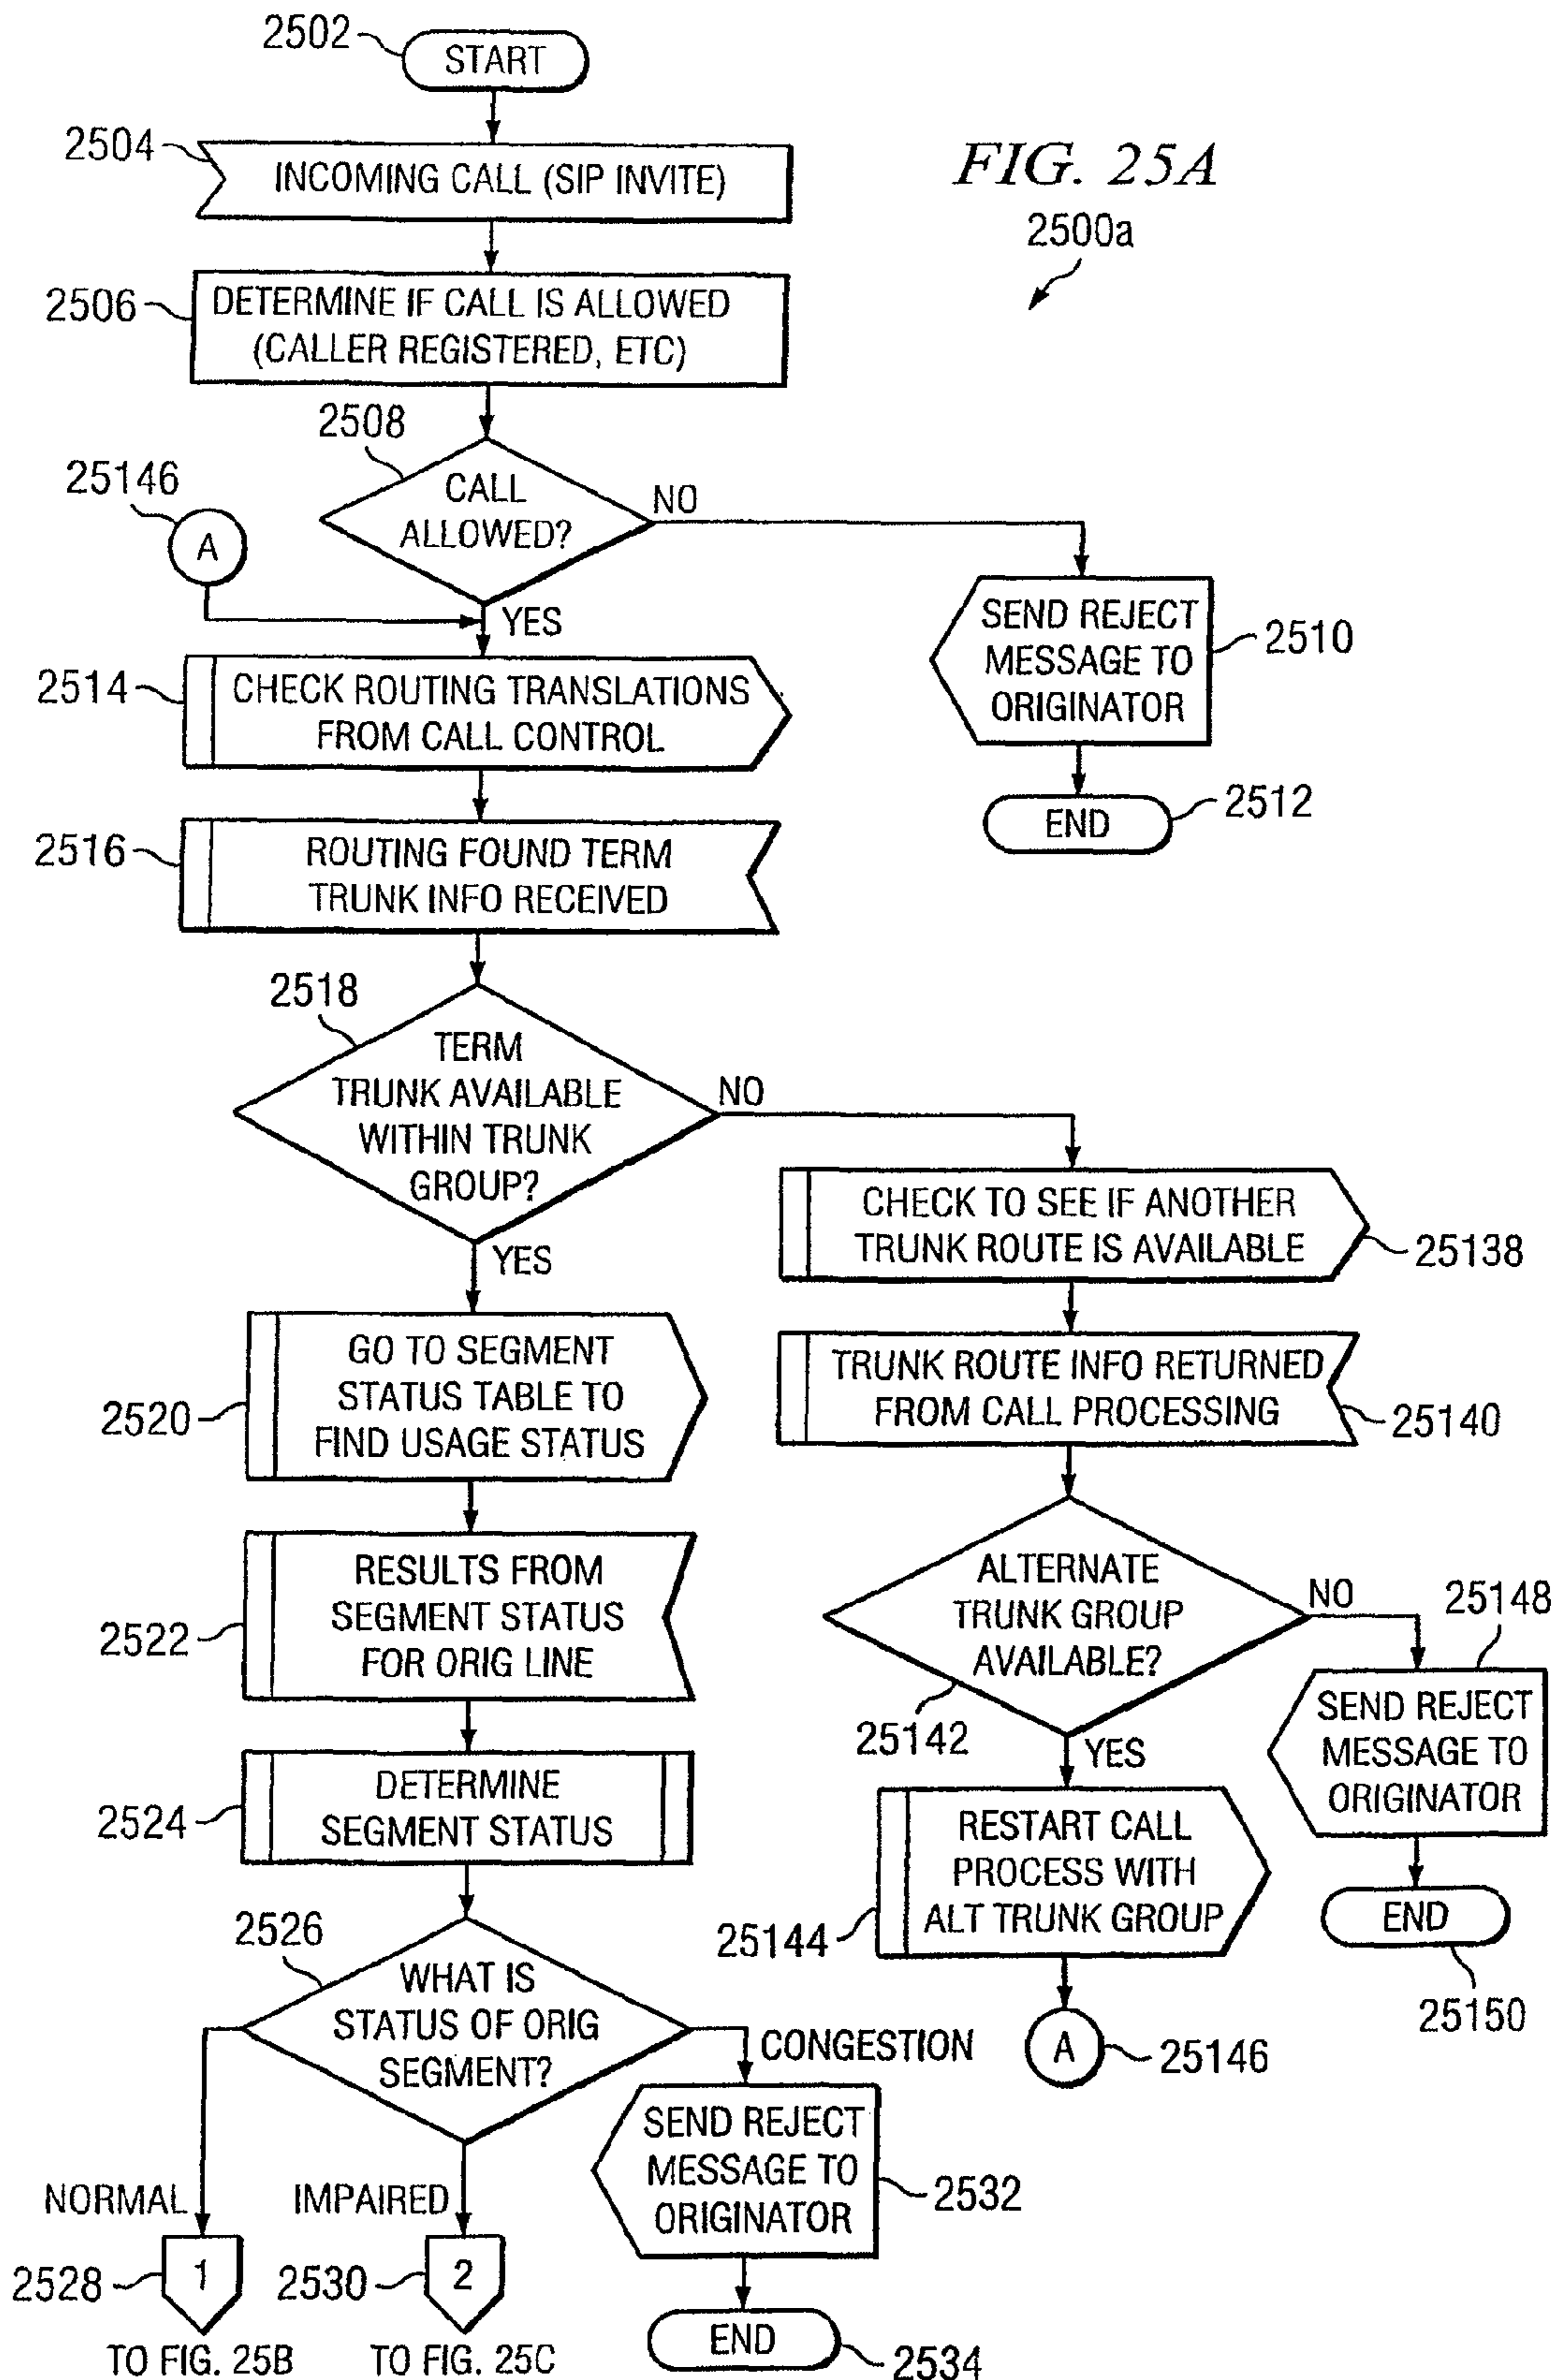 2502
START
2504
INCOMING CALL (SIP INVITE)
FIG. 25A
2500a
2506
DETERMINE IF CALL IS ALLOWED
(CALLER REGISTERED, ETC)
2508
CALL
ALLOWED?
NO
25146
A
YES
SEND REJECT
MESSAGE TO
ORIGINATOR
2510
END
2512
2514
CHECK ROUTING TRANSLATIONS
FROM CALL CONTROL
2516
ROUTING FOUND TERM
TRUNK INFO RECEIVED
2518
TERM
TRUNK AVAILABLE
WITHIN TRUNK
GROUP?
NO
YES
CHECK TO SEE IF ANOTHER
TRUNK ROUTE IS AVAILABLE
25138
2520
GO TO SEGMENT
STATUS TABLE TO
FIND USAGE STATUS
TRUNK ROUTE INFO RETURNED
FROM CALL PROCESSING
25140
2522
RESULTS FROM
SEGMENT STATUS
FOR ORIG LINE
ALTERNATE
TRUNK GROUP
AVAILABLE?
25142
NO
25148
YES
SEND REJECT
MESSAGE TO
ORIGINATOR
END
25150
2524
DETERMINE
SEGMENT STATUS
25144
RESTART CALL
PROCESS WITH
ALT TRUNK GROUP
A
25146
2526
WHAT IS
STATUS OF ORIG
SEGMENT?
CONGESTION
SEND REJECT
MESSAGE TO
ORIGINATOR
2532
END
2534
NORMAL
IMPAIRED
2528
1
2530
2
TO FIG. 25B
TO FIG. 25C